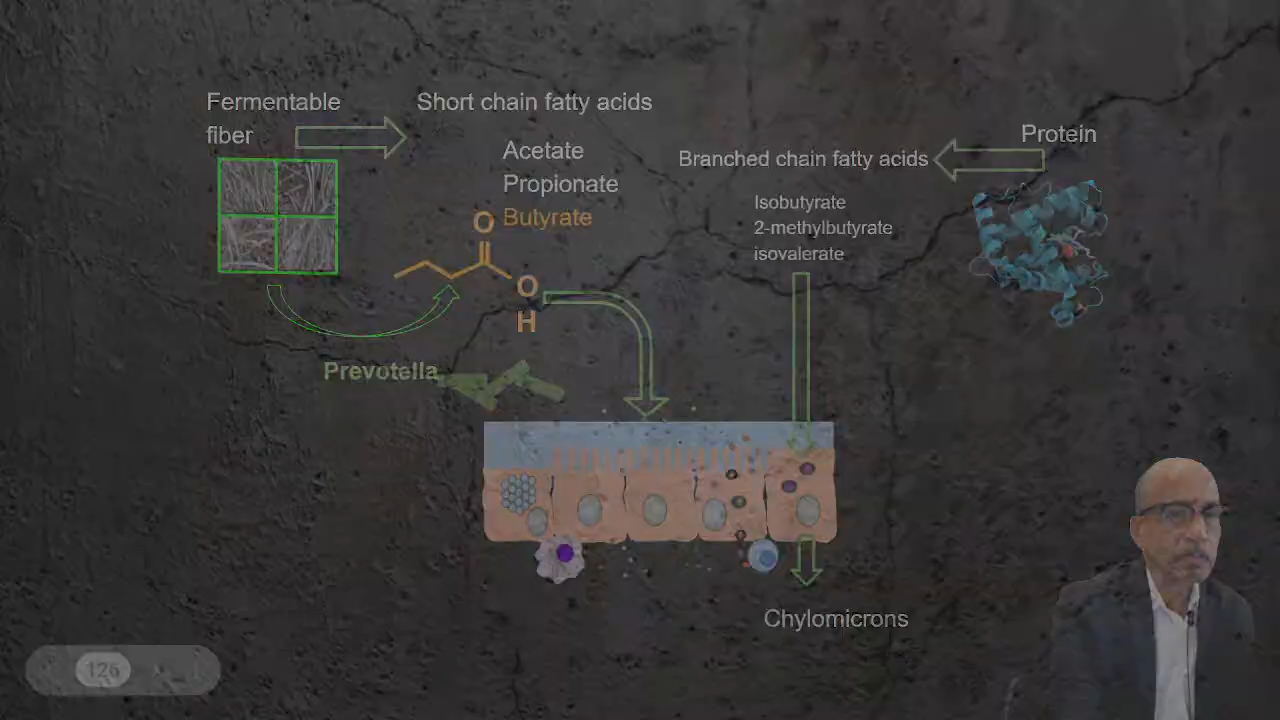 Fermentable
fiber
Short chain fatty acids
Acetate
Propionate
Butyrate
O
O
H
Branched chain fatty acids
Isobutyrate
2-methylbutyrate
isovalerate
Protein
Prevotella
Chylomicrons
126